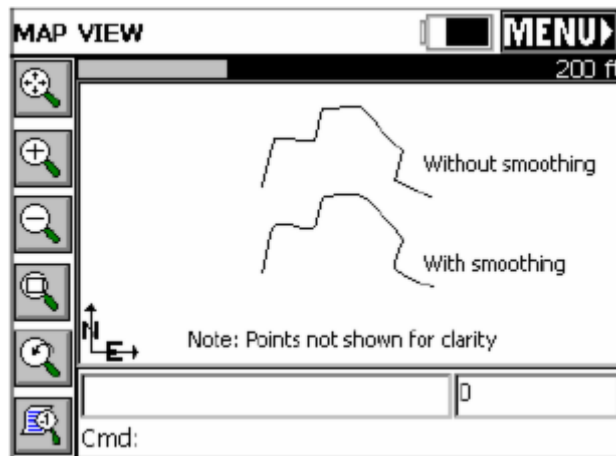 MAP VIEW
MENU
200 ft
Without smoothing
With smoothing
N
E
Note: Points not shown for clarity
0
Cmd: